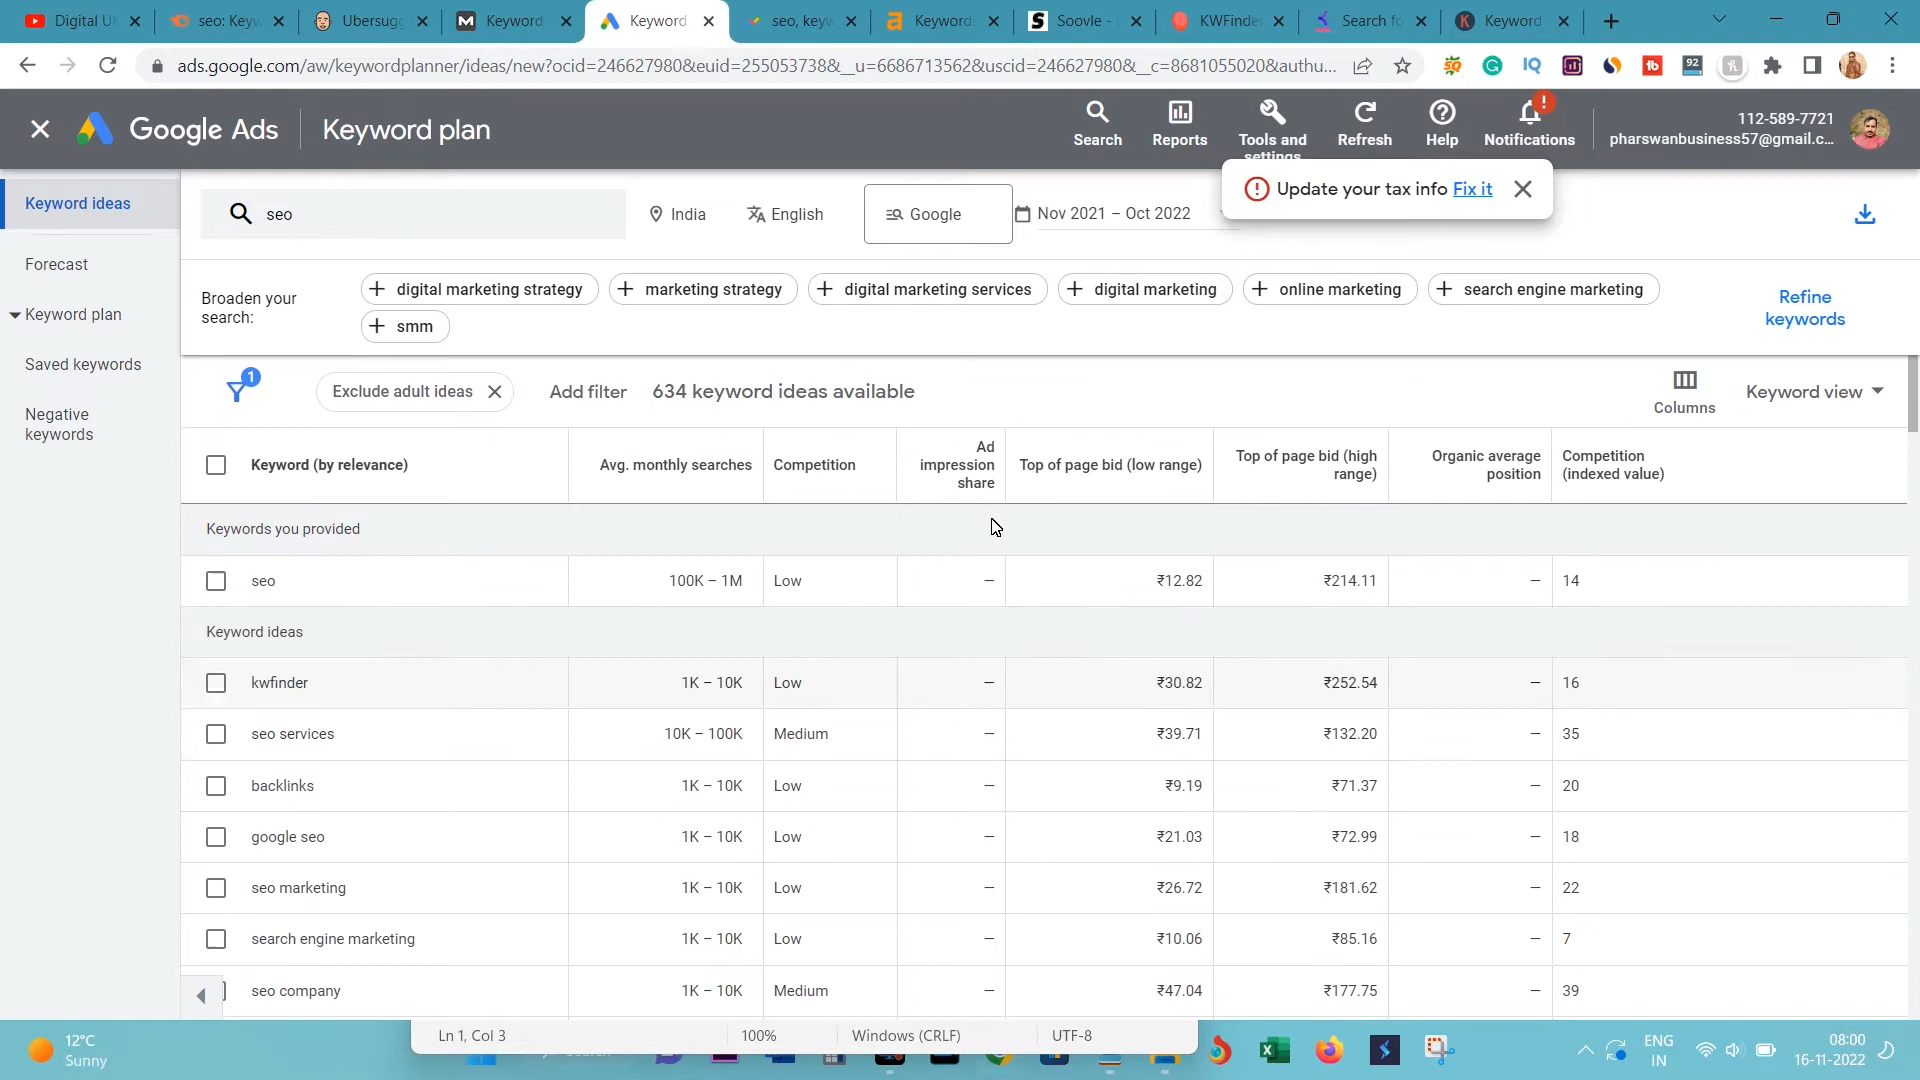 Digital U
seo: Keyw
Ubersugg
Keyword
Keyword
seo, keyw
Keywords
Soovle -
KWFinde
Search fo
Keyword
ads.google.com/aw/keywordplanner/ideas/new?ocid=246627980&euid=255053738&__u=6686713562&uscid=246627980&__c=8681055020&authu...
92
Google Ads
Keyword plan
Search
Reports
Tools and settings
Refresh
Help
Notifications
112-589-7721
pharswanbusiness57@gmail.c...
Update your tax info Fix it
Keyword ideas
Forecast
Keyword plan
Saved keywords
Negative
keywords
seo
India
English
Google
Nov 2021 – Oct 2022
Broaden your
search:
digital marketing strategy
marketing strategy
digital marketing services
digital marketing
online marketing
search engine marketing
smm
Refine
keywords
1
Exclude adult ideas
Add filter
634 keyword ideas available
Columns
Keyword view
Keyword (by relevance)
Avg. monthly searches
Competition
Ad
impression
share
Top of page bid (low range)
Top of page bid (high
range)
Organic average
position
Competition
(indexed value)
Keywords you provided
seo 100K – 1M Low – ₹12.82 ₹214.11 – 14
Keyword ideas
kwfinder 1K – 10K Low – ₹30.82 ₹252.54 – 16
seo services 10K – 100K Medium – ₹39.71 ₹132.20 – 35
backlinks 1K – 10K Low – ₹9.19 ₹71.37 – 20
google seo 1K – 10K Low – ₹21.03 ₹72.99 – 18
seo marketing 1K – 10K Low – ₹26.72 ₹181.62 – 22
search engine marketing 1K – 10K Low – ₹10.06 ₹85.16 – 7
seo company 1K – 10K Medium – ₹47.04 ₹177.75 – 39
Ln 1, Col 3
100%
Windows (CRLF)
UTF-8
12°C
Sunny
ENG
IN
08:00
16-11-2022